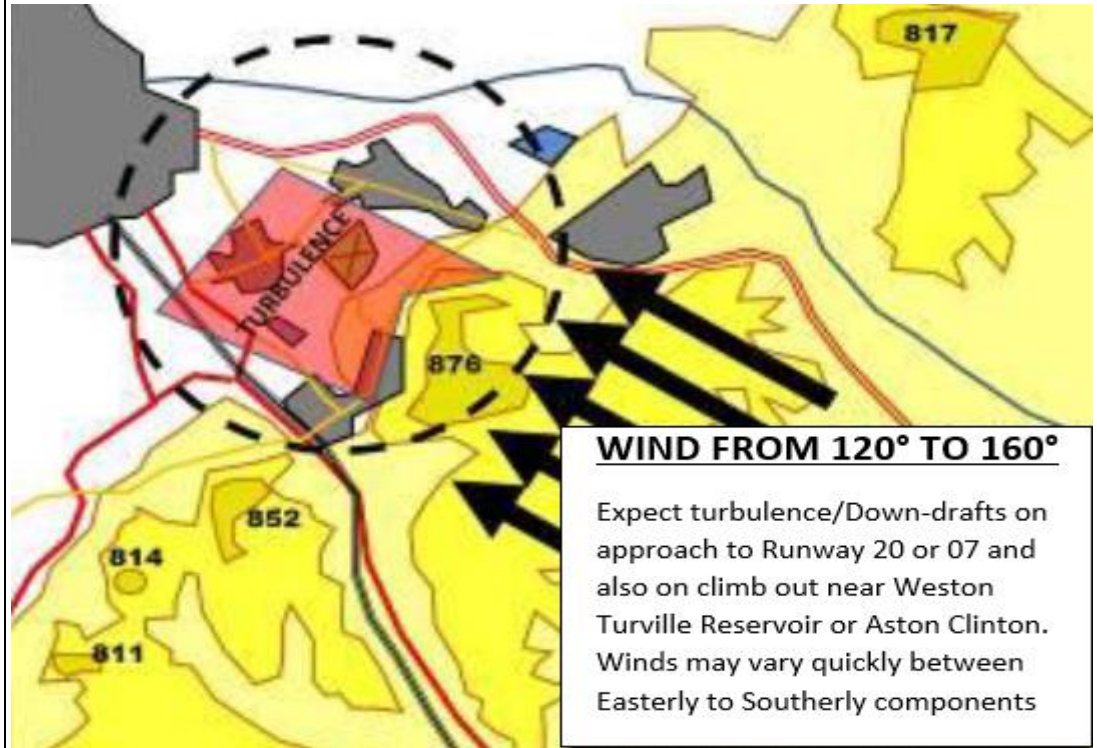 817
TURBULENCE
876
852
814
811
WIND FROM 120° TO 160°
Expect turbulence/Down-drafts on
approach to Runway 20 or 07 and
also on climb out near Weston
Turville Reservoir or Aston Clinton.
Winds may vary quickly between
Easterly to Southerly components